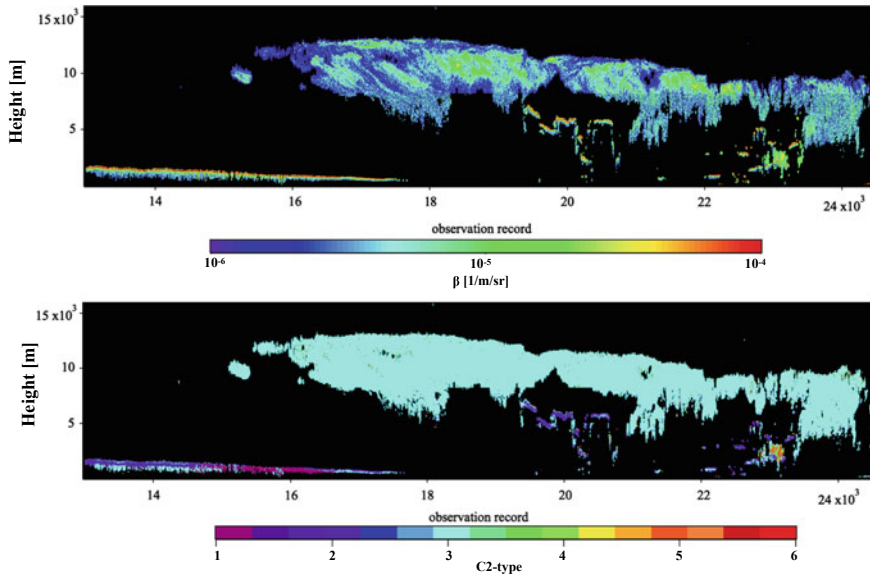 15 x10³
Height [m]
10
5
14
16
18
20
22
24 x10³
observation record
10⁻⁶
10⁻⁵
10⁻⁴
β [1/m/sr]
15 x10³
Height [m]
10
5
14
16
18
20
22
24 x10³
observation record
1
2
3
4
5
6
C2-type